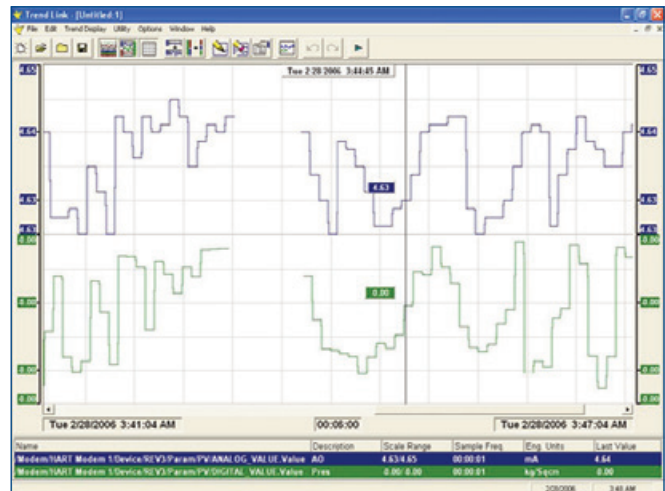 Trend Link - [Untitled:1]
File Edit Trend Display Utility Options Window Help
Tue 2/28/2006 3:44:45 AM
4.65 4.65
4.64 4.64
4.63
4.63 4.63
4.63 4.63
-0.00 -0.00
0.00
-0.00 -0.00
-0.00 -0.00
-0.00 -0.00
Tue 2/28/2006 3:41:04 AM 00:06:00 Tue 2/28/2006 3:47:04 AM
Name Description Scale Range Sample Freq. Eng. Units Last Value
/Modem/HART Modem 1/Device/REV3/Param/PV/ANALOG_VALUE.Value AO 4.63/4.65 00:00:01 mA 4.64
/Modem/HART Modem 1/Device/REV3/Param/PV/DIGITAL_VALUE.Value Pres -0.00/-0.00 00:00:01 kg/Sqcm -0.00
2/28/2006 3:48 AM